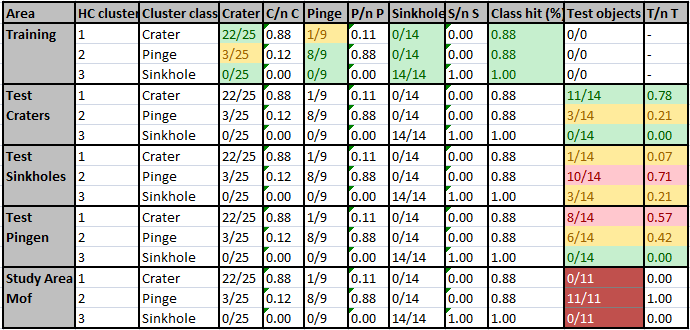 Area HC cluster Cluster class Crater C/n C Pinge P/n P Sinkhole S/n S Class hit (%) Test objects T/n T
Training 1 Crater 22/25 0.88 1/9 0.11 0/14 0.00 0.88 0/0 -
2 Pinge 3/25 0.12 8/9 0.88 0/14 0.00 0.88 0/0 -
3 Sinkhole 0/25 0.00 0/9 0.00 14/14 1.00 1.00 0/0 -
Test 1 Crater 22/25 0.88 1/9 0.11 0/14 0.00 0.88 11/14 0.78
Craters 2 Pinge 3/25 0.12 8/9 0.88 0/14 0.00 0.88 3/14 0.21
3 Sinkhole 0/25 0.00 0/9 0.00 14/14 1.00 1.00 0/14 0.00
Test 1 Crater 22/25 0.88 1/9 0.11 0/14 0.00 0.88 1/14 0.07
Sinkholes 2 Pinge 3/25 0.12 8/9 0.88 0/14 0.00 0.88 10/14 0.71
3 Sinkhole 0/25 0.00 0/9 0.00 14/14 1.00 1.00 3/14 0.21
Test 1 Crater 22/25 0.88 1/9 0.11 0/14 0.00 0.88 8/14 0.57
Pingen 2 Pinge 3/25 0.12 8/9 0.88 0/14 0.00 0.88 6/14 0.42
3 Sinkhole 0/25 0.00 0/9 0.00 14/14 1.00 1.00 0/14 0.00
Study Area 1 Crater 22/25 0.88 1/9 0.11 0/14 0.00 0.88 0/11 0.00
Mof 2 Pinge 3/25 0.12 8/9 0.88 0/14 0.00 0.88 11/11 1.00
3 Sinkhole 0/25 0.00 0/9 0.00 14/14 1.00 1.00 0/11 0.00